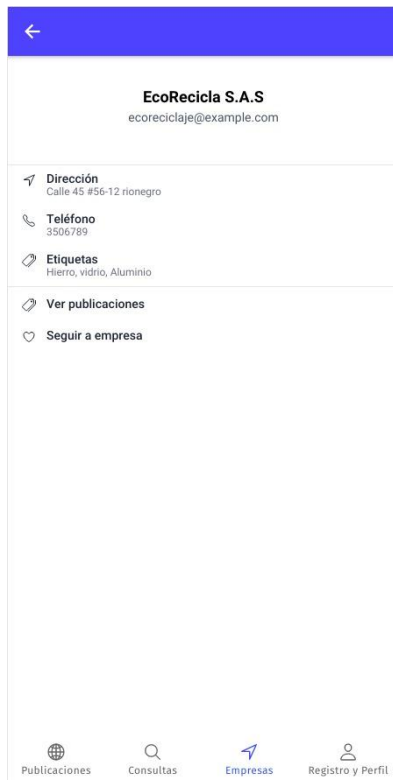 EcoRecicla S.A.S
ecoreciclaje@example.com
Dirección
Calle 45 #56-12 rionegro
Teléfono
3506789
Etiquetas
Hierro, vidrio, Aluminio
Ver publicaciones
Seguir a empresa
Publicaciones
Consultas
Empresas
Registro y Perfil